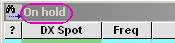 On hold
? DX Spot Freq